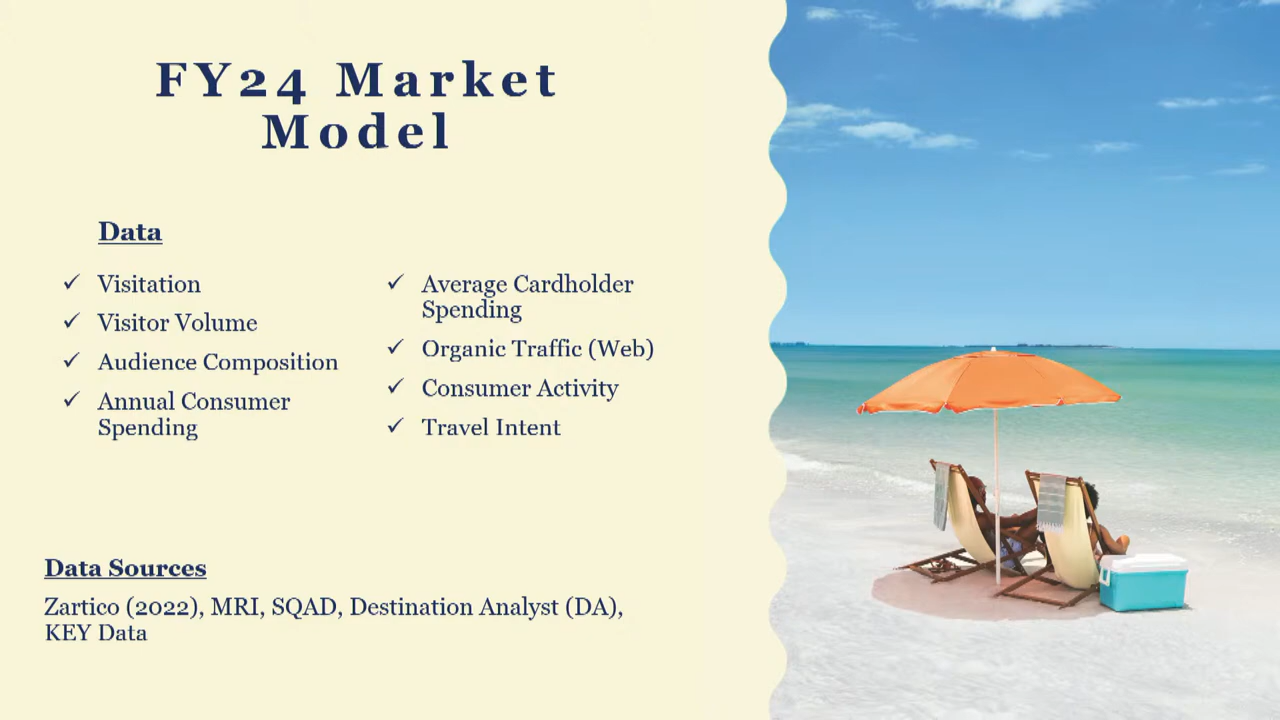 FY24 Market
Model
Data
Visitation
Visitor Volume
Audience Composition
Annual Consumer
Spending
Average Cardholder
Spending
Organic Traffic (Web)
Consumer Activity
Travel Intent
Data Sources
Zartico (2022), MRI, SQAD, Destination Analyst (DA),
KEY Data